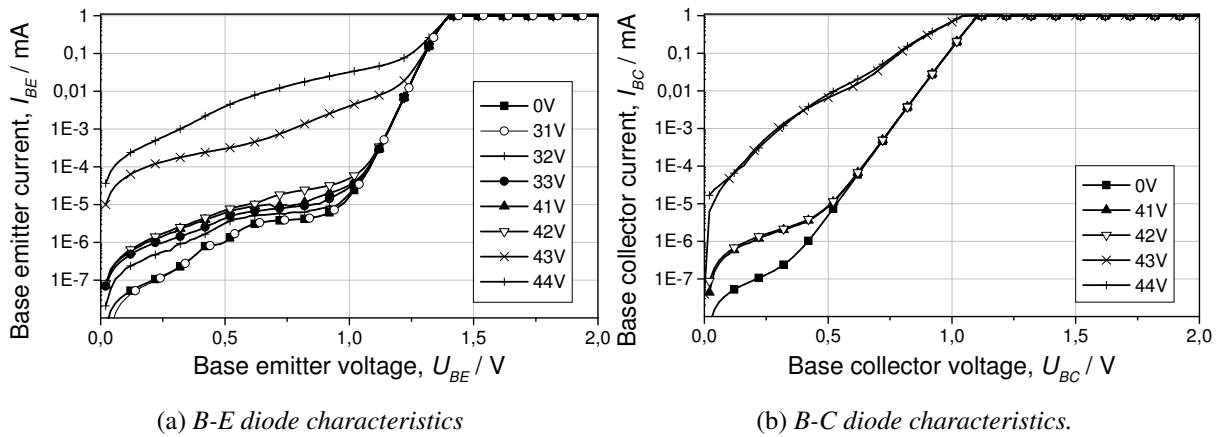 Base emitter current, I_BE / mA
1
0,1
0,01
1E-3
1E-4
1E-5
1E-6
1E-7
0V
31V
32V
33V
41V
42V
43V
44V
0,0 0,5 1,0 1,5 2,0
Base emitter voltage, U_BE / V
(a) B-E diode characteristics
Base collector current, I_BC / mA
1
0,1
0,01
1E-3
1E-4
1E-5
1E-6
1E-7
0V
41V
42V
43V
44V
0,0 0,5 1,0 1,5 2,0
Base collector voltage, U_BC / V
(b) B-C diode characteristics.